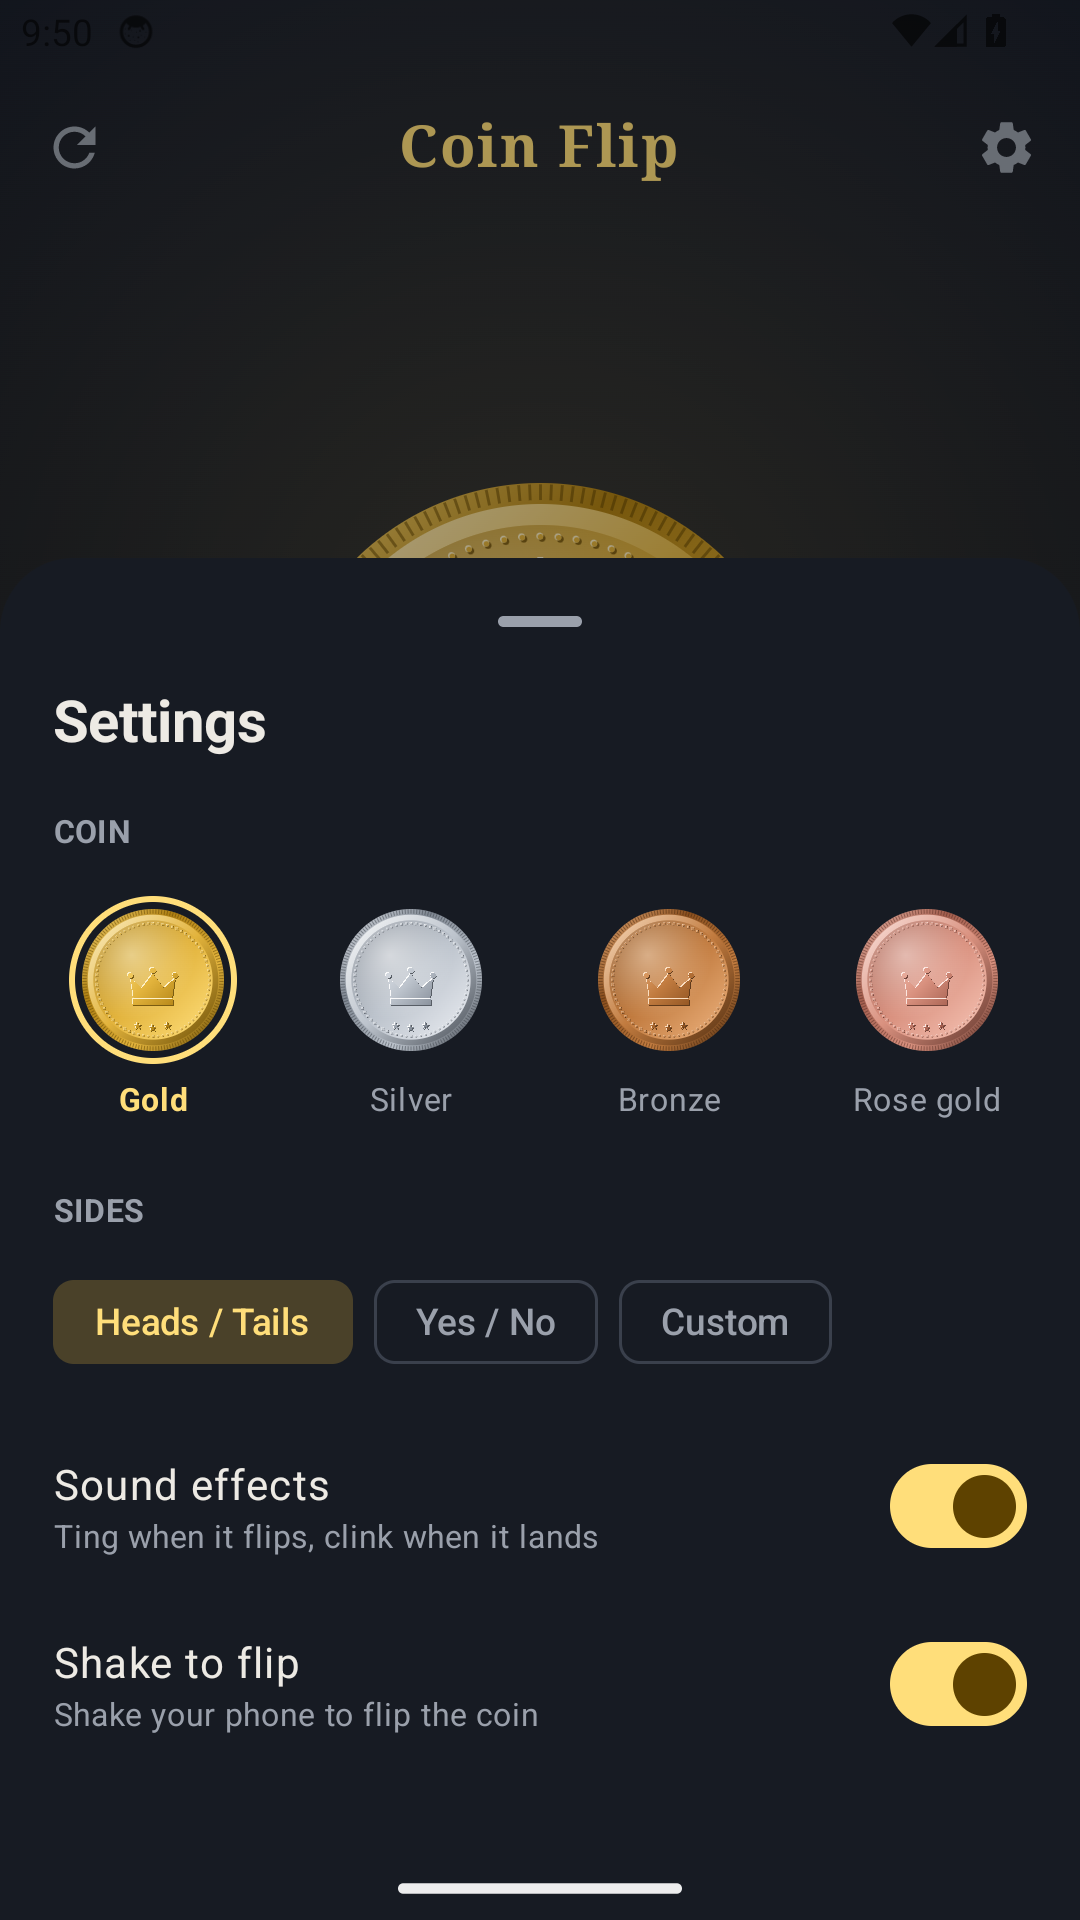 9:50
Coin Flip
Settings
COIN
Gold
Silver
Bronze
Rose gold
SIDES
Heads / Tails
Yes / No
Custom
Sound effects
Ting when it flips, clink when it lands
Shake to flip
Shake your phone to flip the coin